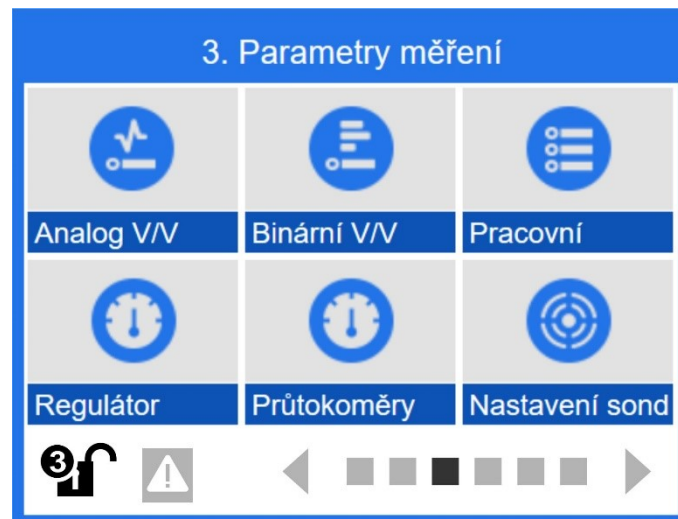 3. Parametry měření
Analog V/V
Binární V/V
Pracovní
Regulátor
Průtokoměry
Nastavení sond
3